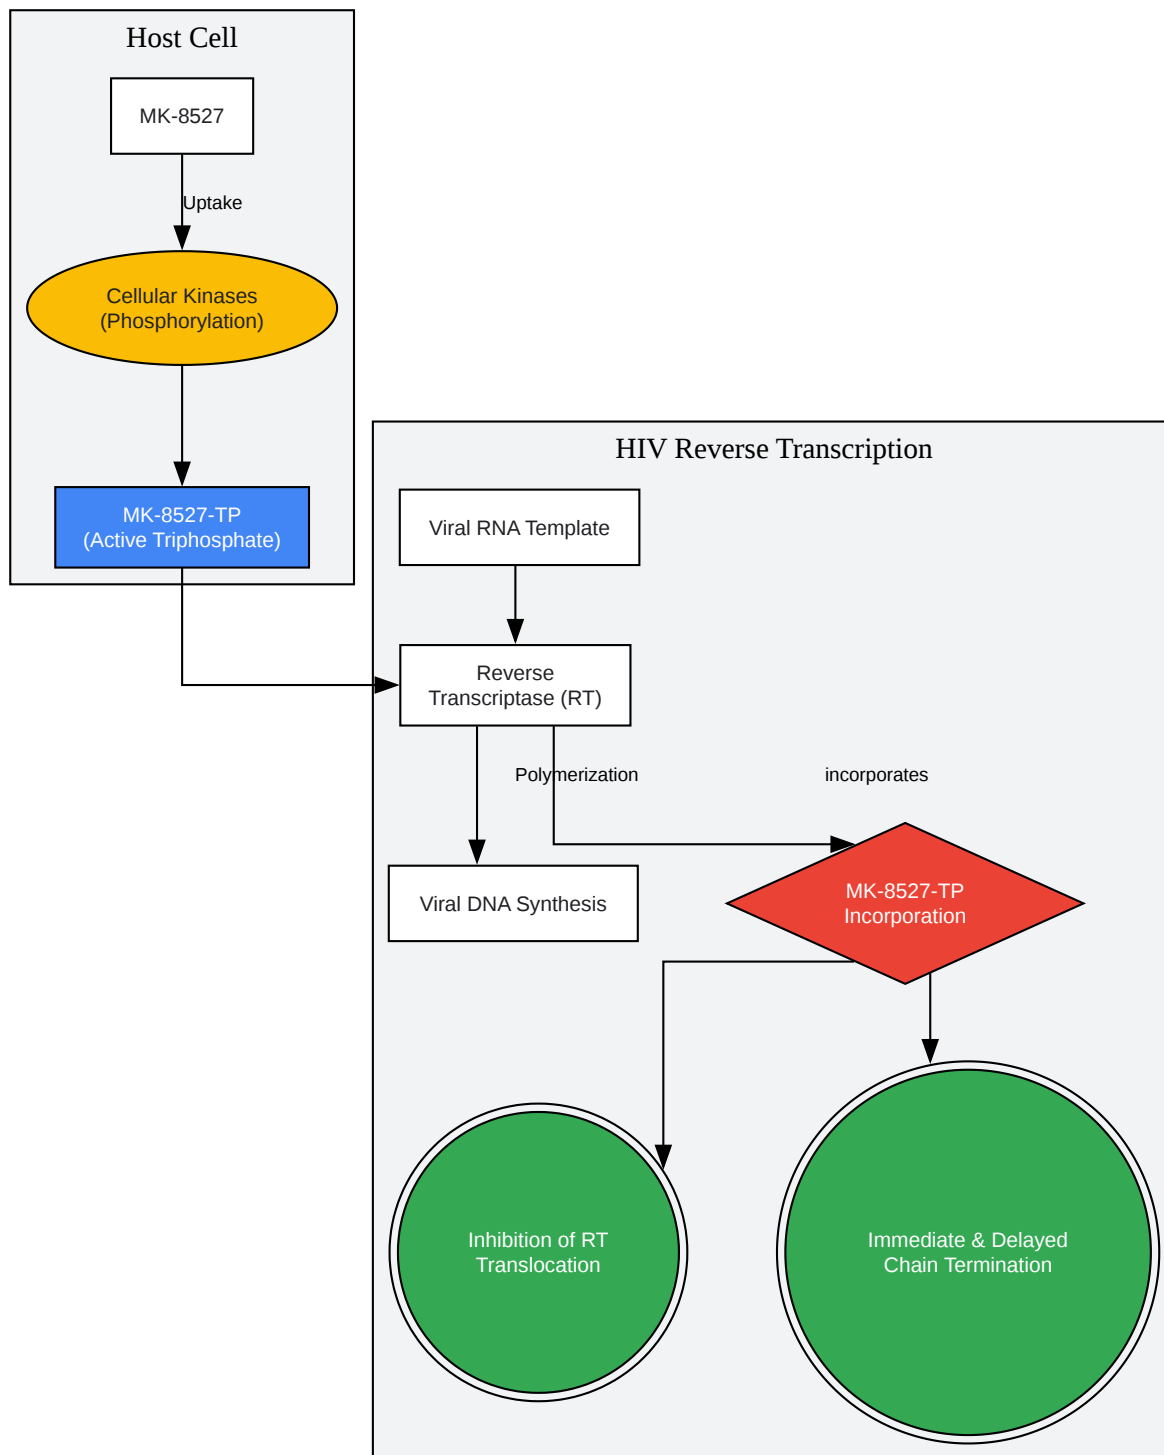 Host Cell
MK-8527
Uptake
Cellular Kinases
(Phosphorylation)
MK-8527-TP
(Active Triphosphate)
HIV Reverse Transcription
Viral RNA Template
Reverse
Transcriptase (RT)
Polymerization
incorporates
Viral DNA Synthesis
MK-8527-TP
Incorporation
Inhibition of RT
Translocation
Immediate & Delayed
Chain Termination